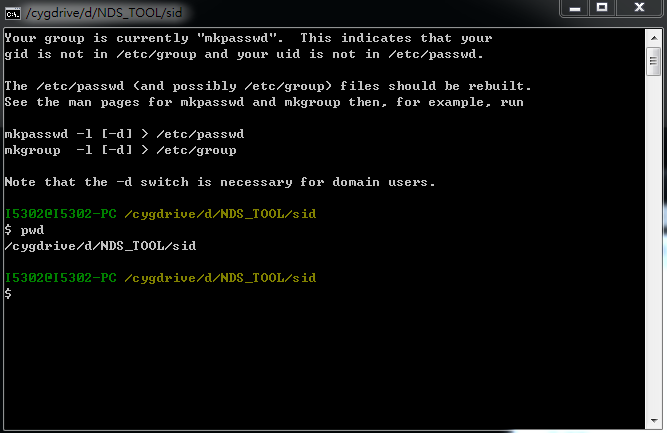 /cygdrive/d/NDS_TOOL/sid
Your group is currently "mkpasswd".  This indicates that your
gid is not in /etc/group and your uid is not in /etc/passwd.
The /etc/passwd (and possibly /etc/group) files should be rebuilt.
See the man pages for mkpasswd and mkgroup then, for example, run
mkpasswd -l [-d] > /etc/passwd
mkgroup  -l [-d] > /etc/group
Note that the -d switch is necessary for domain users.
I5302@I5302-PC /cygdrive/d/NDS_TOOL/sid
$ pwd
/cygdrive/d/NDS_TOOL/sid
I5302@I5302-PC /cygdrive/d/NDS_TOOL/sid
$